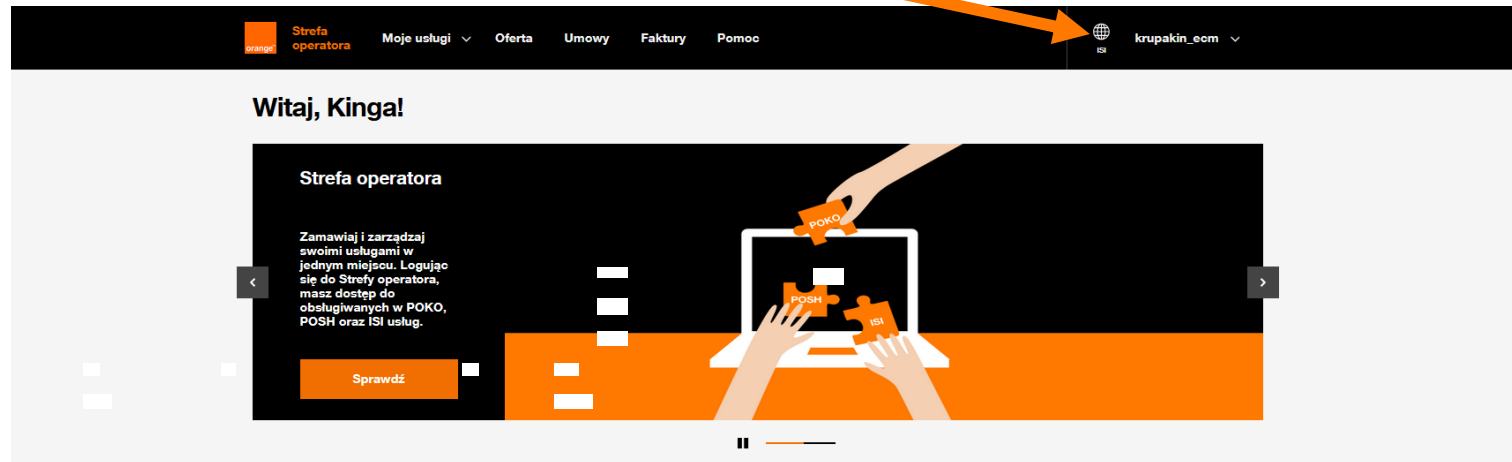 orange™
Strefa
operatora
Moje usługi
Oferta
Umowy
Faktury
Pomoc
ISI
krupakin_ecm
Witaj, Kinga!
Strefa operatora
Zamawiaj i zarządzaj
swoimi usługami w
jednym miejscu. Logując
się do Strefy operatora,
masz dostęp do
obsługiwanych w POKO,
POSH oraz ISI usług.
Sprawdź
POKO
POSH
ISI